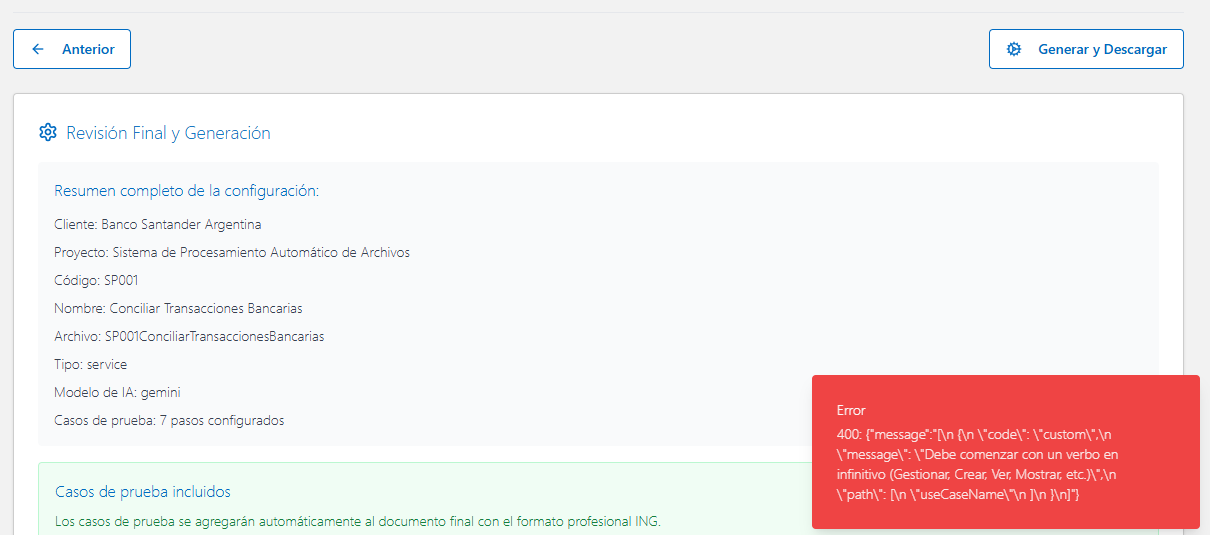 Anterior
Generar y Descargar
Revisión Final y Generación
Resumen completo de la configuración:
Cliente: Banco Santander Argentina
Proyecto: Sistema de Procesamiento Automático de Archivos
Código: SP001
Nombre: Conciliar Transacciones Bancarias
Archivo: SP001ConciliarTransaccionesBancarias
Tipo: service
Modelo de IA: gemini
Casos de prueba: 7 pasos configurados
Casos de prueba incluidos
Los casos de prueba se agregarán automáticamente al documento final con el formato profesional ING.
Error
400: {"message":"[\n {\n \"code\": \"custom\",\n
\"message\": \"Debe comenzar con un verbo en
infinitivo (Gestionar, Crear, Ver, Mostrar, etc.)\",\n
\"path\": [\n \"useCaseName\"\n ]\n }\n]"}